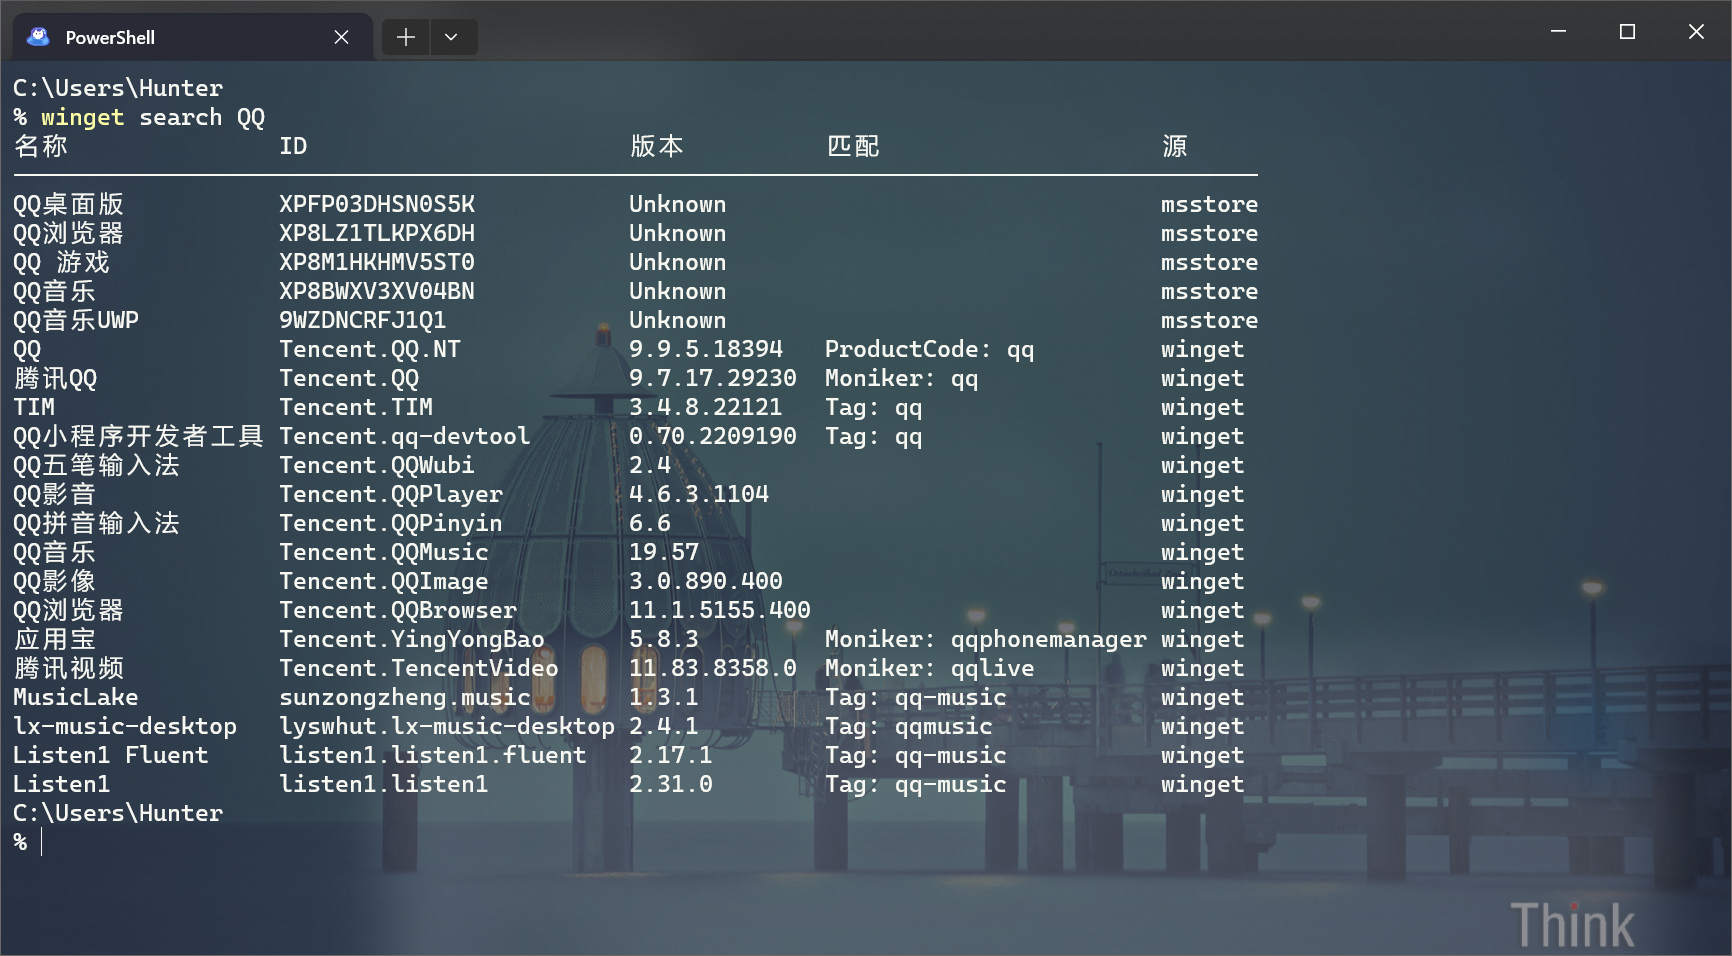 PowerShell
C:\Users\Hunter
% winget search QQ
名称 ID 版本 匹配 源
QQ桌面版 XPFP03DHSN0S5K Unknown msstore
QQ浏览器 XP8LZ1TLKPX6DH Unknown msstore
QQ 游戏 XP8M1HKHMV5ST0 Unknown msstore
QQ音乐 XP8BWXV3XV04BN Unknown msstore
QQ音乐UWP 9WZDNCRFJ1Q1 Unknown msstore
QQ Tencent.QQ.NT 9.9.5.18394 ProductCode: qq winget
腾讯QQ Tencent.QQ 9.7.17.29230 Moniker: qq winget
TIM Tencent.TIM 3.4.8.22121 Tag: qq winget
QQ小程序开发者工具 Tencent.qq-devtool 0.70.2209190 Tag: qq winget
QQ五笔输入法 Tencent.QQWubi 2.4 winget
QQ影音 Tencent.QQPlayer 4.6.3.1104 winget
QQ拼音输入法 Tencent.QQPinyin 6.6 winget
QQ音乐 Tencent.QQMusic 19.57 winget
QQ影像 Tencent.QQImage 3.0.890.400 winget
QQ浏览器 Tencent.QQBrowser 11.1.5155.400 winget
应用宝 Tencent.YingYongBao 5.8.3 Moniker: qqphonemanager winget
腾讯视频 Tencent.TencentVideo 11.83.8358.0 Moniker: qqlive winget
MusicLake sunzongzheng.music 1.3.1 Tag: qq-music winget
lx-music-desktop lyswhut.lx-music-desktop 2.4.1 Tag: qqmusic winget
Listen1 Fluent listen1.listen1.fluent 2.17.1 Tag: qq-music winget
Listen1 listen1.listen1 2.31.0 Tag: qq-music winget
C:\Users\Hunter
%
Think